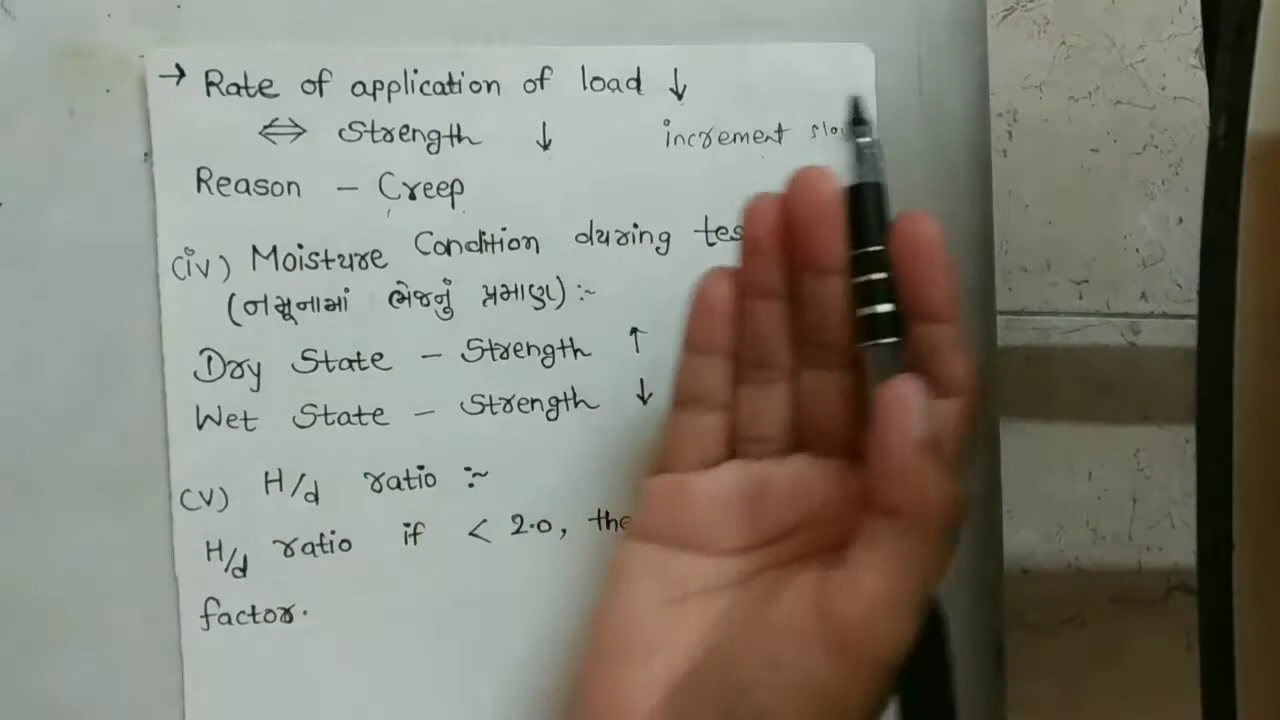 → Rate of application of load ↓
⇔ Strength ↓ increment
Reason - Creep
(iv) Moisture Condition during
(નમૂનામાં ભેજનું પ્રમાણ) :-
Dry State - Strength ↑
Wet State - Strength ↓
(v) H/d ratio :-
H/d ratio if < 2.0,
factor.